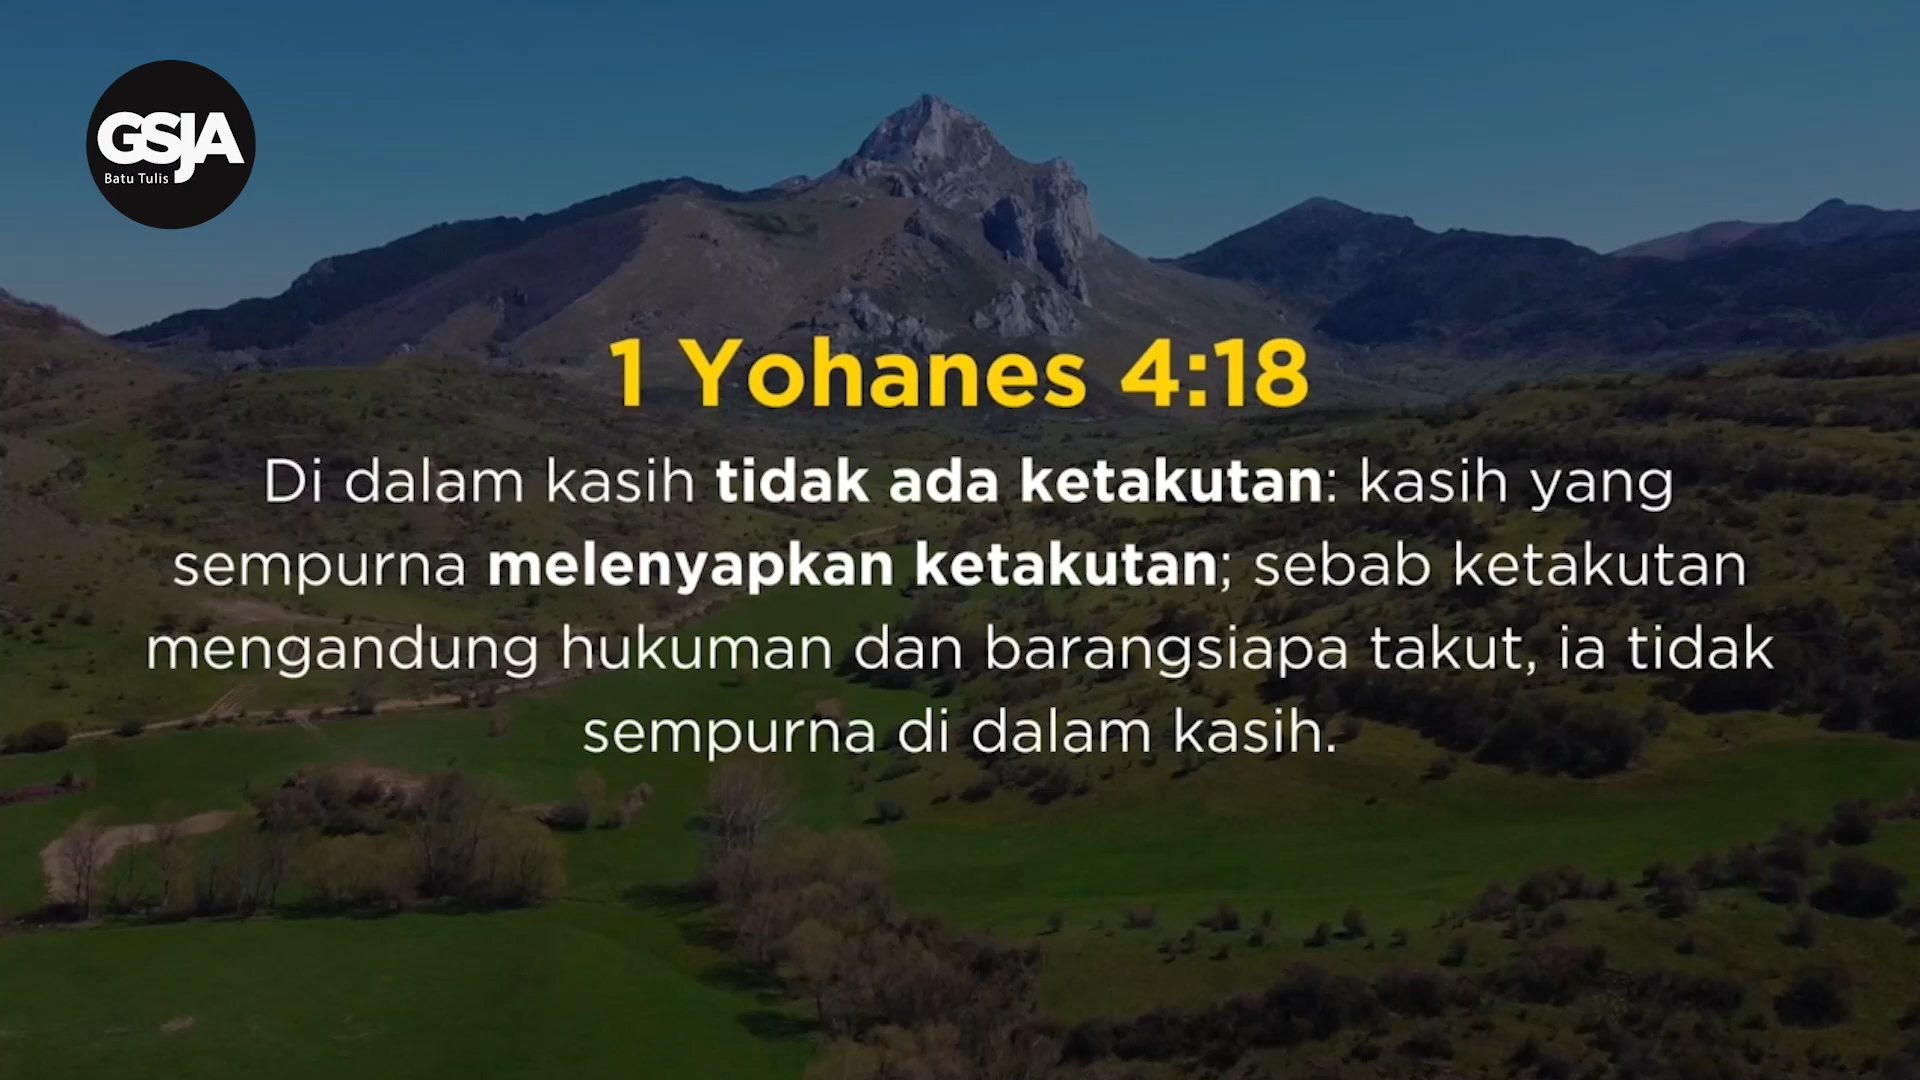 GSJA
Batu Tulis
1 Yohanes 4:18
Di dalam kasih tidak ada ketakutan: kasih yang
sempurna melenyapkan ketakutan; sebab ketakutan
mengandung hukuman dan barangsiapa takut, ia tidak
sempurna di dalam kasih.